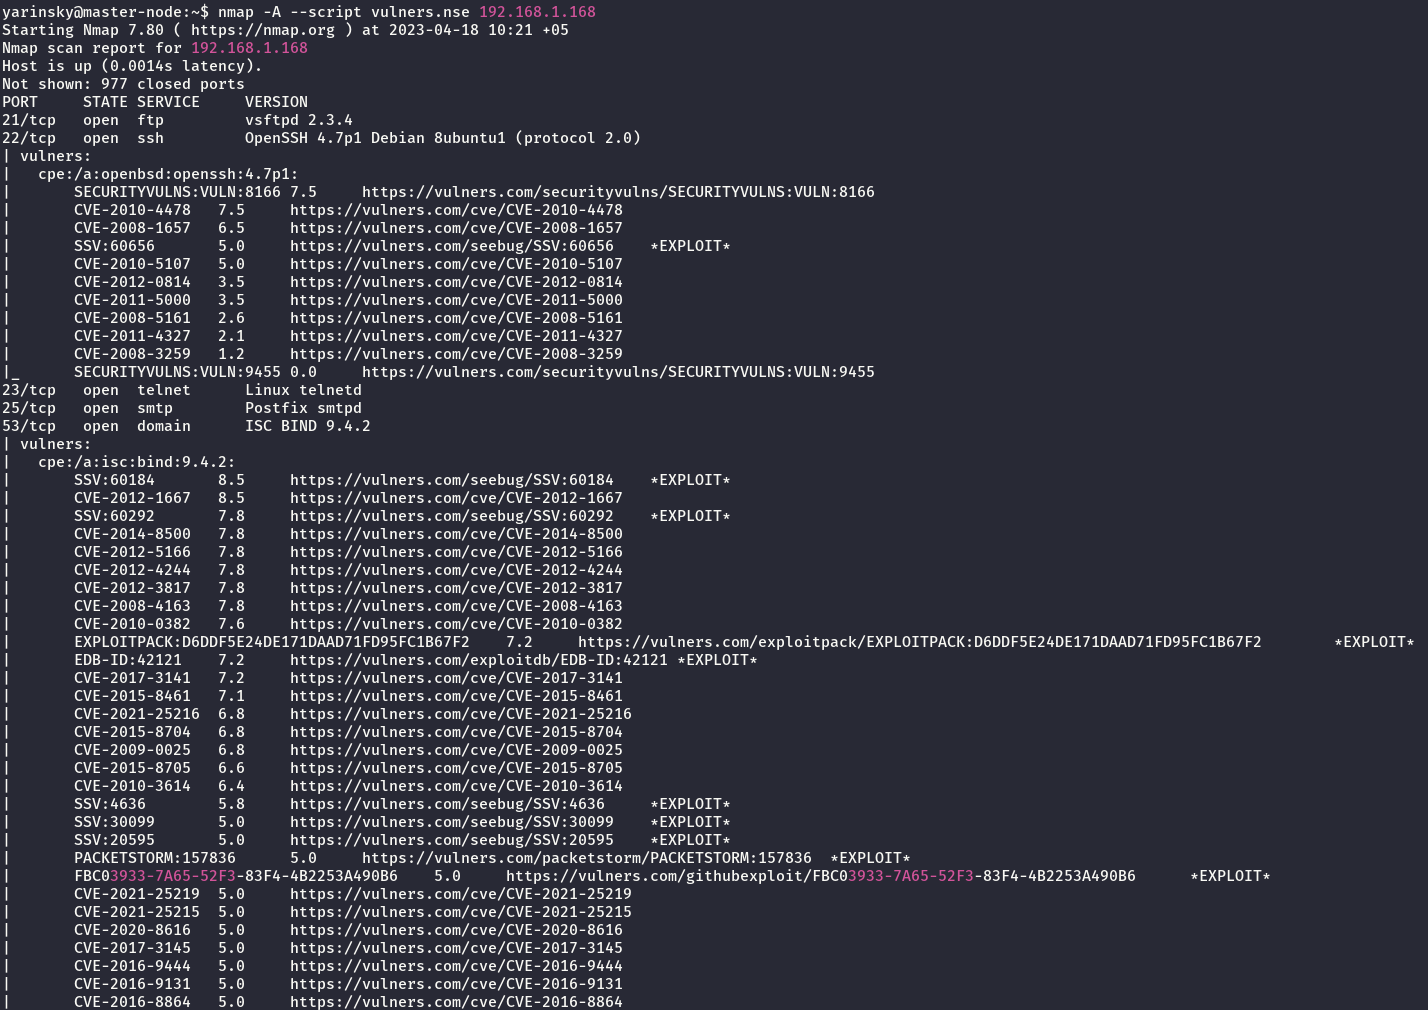 yarinsky@master-node:~$ nmap -A --script vulners.nse 192.168.1.168
Starting Nmap 7.80 ( https://nmap.org ) at 2023-04-18 10:21 +05
Nmap scan report for 192.168.1.168
Host is up (0.0014s latency).
Not shown: 977 closed ports
PORT     STATE SERVICE     VERSION
21/tcp   open  ftp         vsftpd 2.3.4
22/tcp   open  ssh         OpenSSH 4.7p1 Debian 8ubuntu1 (protocol 2.0)
| vulners:
|   cpe:/a:openbsd:openssh:4.7p1:
|       SECURITYVULNS:VULN:8166 7.5     https://vulners.com/securityvulns/SECURITYVULNS:VULN:8166
|       CVE-2010-4478   7.5     https://vulners.com/cve/CVE-2010-4478
|       CVE-2008-1657   6.5     https://vulners.com/cve/CVE-2008-1657
|       SSV:60656       5.0     https://vulners.com/seebug/SSV:60656    *EXPLOIT*
|       CVE-2010-5107   5.0     https://vulners.com/cve/CVE-2010-5107
|       CVE-2012-0814   3.5     https://vulners.com/cve/CVE-2012-0814
|       CVE-2011-5000   3.5     https://vulners.com/cve/CVE-2011-5000
|       CVE-2008-5161   2.6     https://vulners.com/cve/CVE-2008-5161
|       CVE-2011-4327   2.1     https://vulners.com/cve/CVE-2011-4327
|       CVE-2008-3259   1.2     https://vulners.com/cve/CVE-2008-3259
|_      SECURITYVULNS:VULN:9455 0.0     https://vulners.com/securityvulns/SECURITYVULNS:VULN:9455
23/tcp   open  telnet      Linux telnetd
25/tcp   open  smtp        Postfix smtpd
53/tcp   open  domain      ISC BIND 9.4.2
| vulners:
|   cpe:/a:isc:bind:9.4.2:
|       SSV:60184       8.5     https://vulners.com/seebug/SSV:60184    *EXPLOIT*
|       CVE-2012-1667   8.5     https://vulners.com/cve/CVE-2012-1667
|       SSV:60292       7.8     https://vulners.com/seebug/SSV:60292    *EXPLOIT*
|       CVE-2014-8500   7.8     https://vulners.com/cve/CVE-2014-8500
|       CVE-2012-5166   7.8     https://vulners.com/cve/CVE-2012-5166
|       CVE-2012-4244   7.8     https://vulners.com/cve/CVE-2012-4244
|       CVE-2012-3817   7.8     https://vulners.com/cve/CVE-2012-3817
|       CVE-2008-4163   7.8     https://vulners.com/cve/CVE-2008-4163
|       CVE-2010-0382   7.6     https://vulners.com/cve/CVE-2010-0382
|       EXPLOITPACK:D6DDF5E24DE171DAAD71FD95FC1B67F2    7.2     https://vulners.com/exploitpack/EXPLOITPACK:D6DDF5E24DE171DAAD71FD95FC1B67F2        *EXPLOIT*
|       EDB-ID:42121    7.2     https://vulners.com/exploitdb/EDB-ID:42121 *EXPLOIT*
|       CVE-2017-3141   7.2     https://vulners.com/cve/CVE-2017-3141
|       CVE-2015-8461   7.1     https://vulners.com/cve/CVE-2015-8461
|       CVE-2021-25216  6.8     https://vulners.com/cve/CVE-2021-25216
|       CVE-2015-8704   6.8     https://vulners.com/cve/CVE-2015-8704
|       CVE-2009-0025   6.8     https://vulners.com/cve/CVE-2009-0025
|       CVE-2015-8705   6.6     https://vulners.com/cve/CVE-2015-8705
|       CVE-2010-3614   6.4     https://vulners.com/cve/CVE-2010-3614
|       SSV:4636        5.8     https://vulners.com/seebug/SSV:4636     *EXPLOIT*
|       SSV:30099       5.0     https://vulners.com/seebug/SSV:30099    *EXPLOIT*
|       SSV:20595       5.0     https://vulners.com/seebug/SSV:20595    *EXPLOIT*
|       PACKETSTORM:157836      5.0     https://vulners.com/packetstorm/PACKETSTORM:157836  *EXPLOIT*
|       FBC03933-7A65-52F3-83F4-4B2253A490B6    5.0     https://vulners.com/githubexploit/FBC03933-7A65-52F3-83F4-4B2253A490B6      *EXPLOIT*
|       CVE-2021-25219  5.0     https://vulners.com/cve/CVE-2021-25219
|       CVE-2021-25215  5.0     https://vulners.com/cve/CVE-2021-25215
|       CVE-2020-8616   5.0     https://vulners.com/cve/CVE-2020-8616
|       CVE-2017-3145   5.0     https://vulners.com/cve/CVE-2017-3145
|       CVE-2016-9444   5.0     https://vulners.com/cve/CVE-2016-9444
|       CVE-2016-9131   5.0     https://vulners.com/cve/CVE-2016-9131
|       CVE-2016-8864   5.0     https://vulners.com/cve/CVE-2016-8864